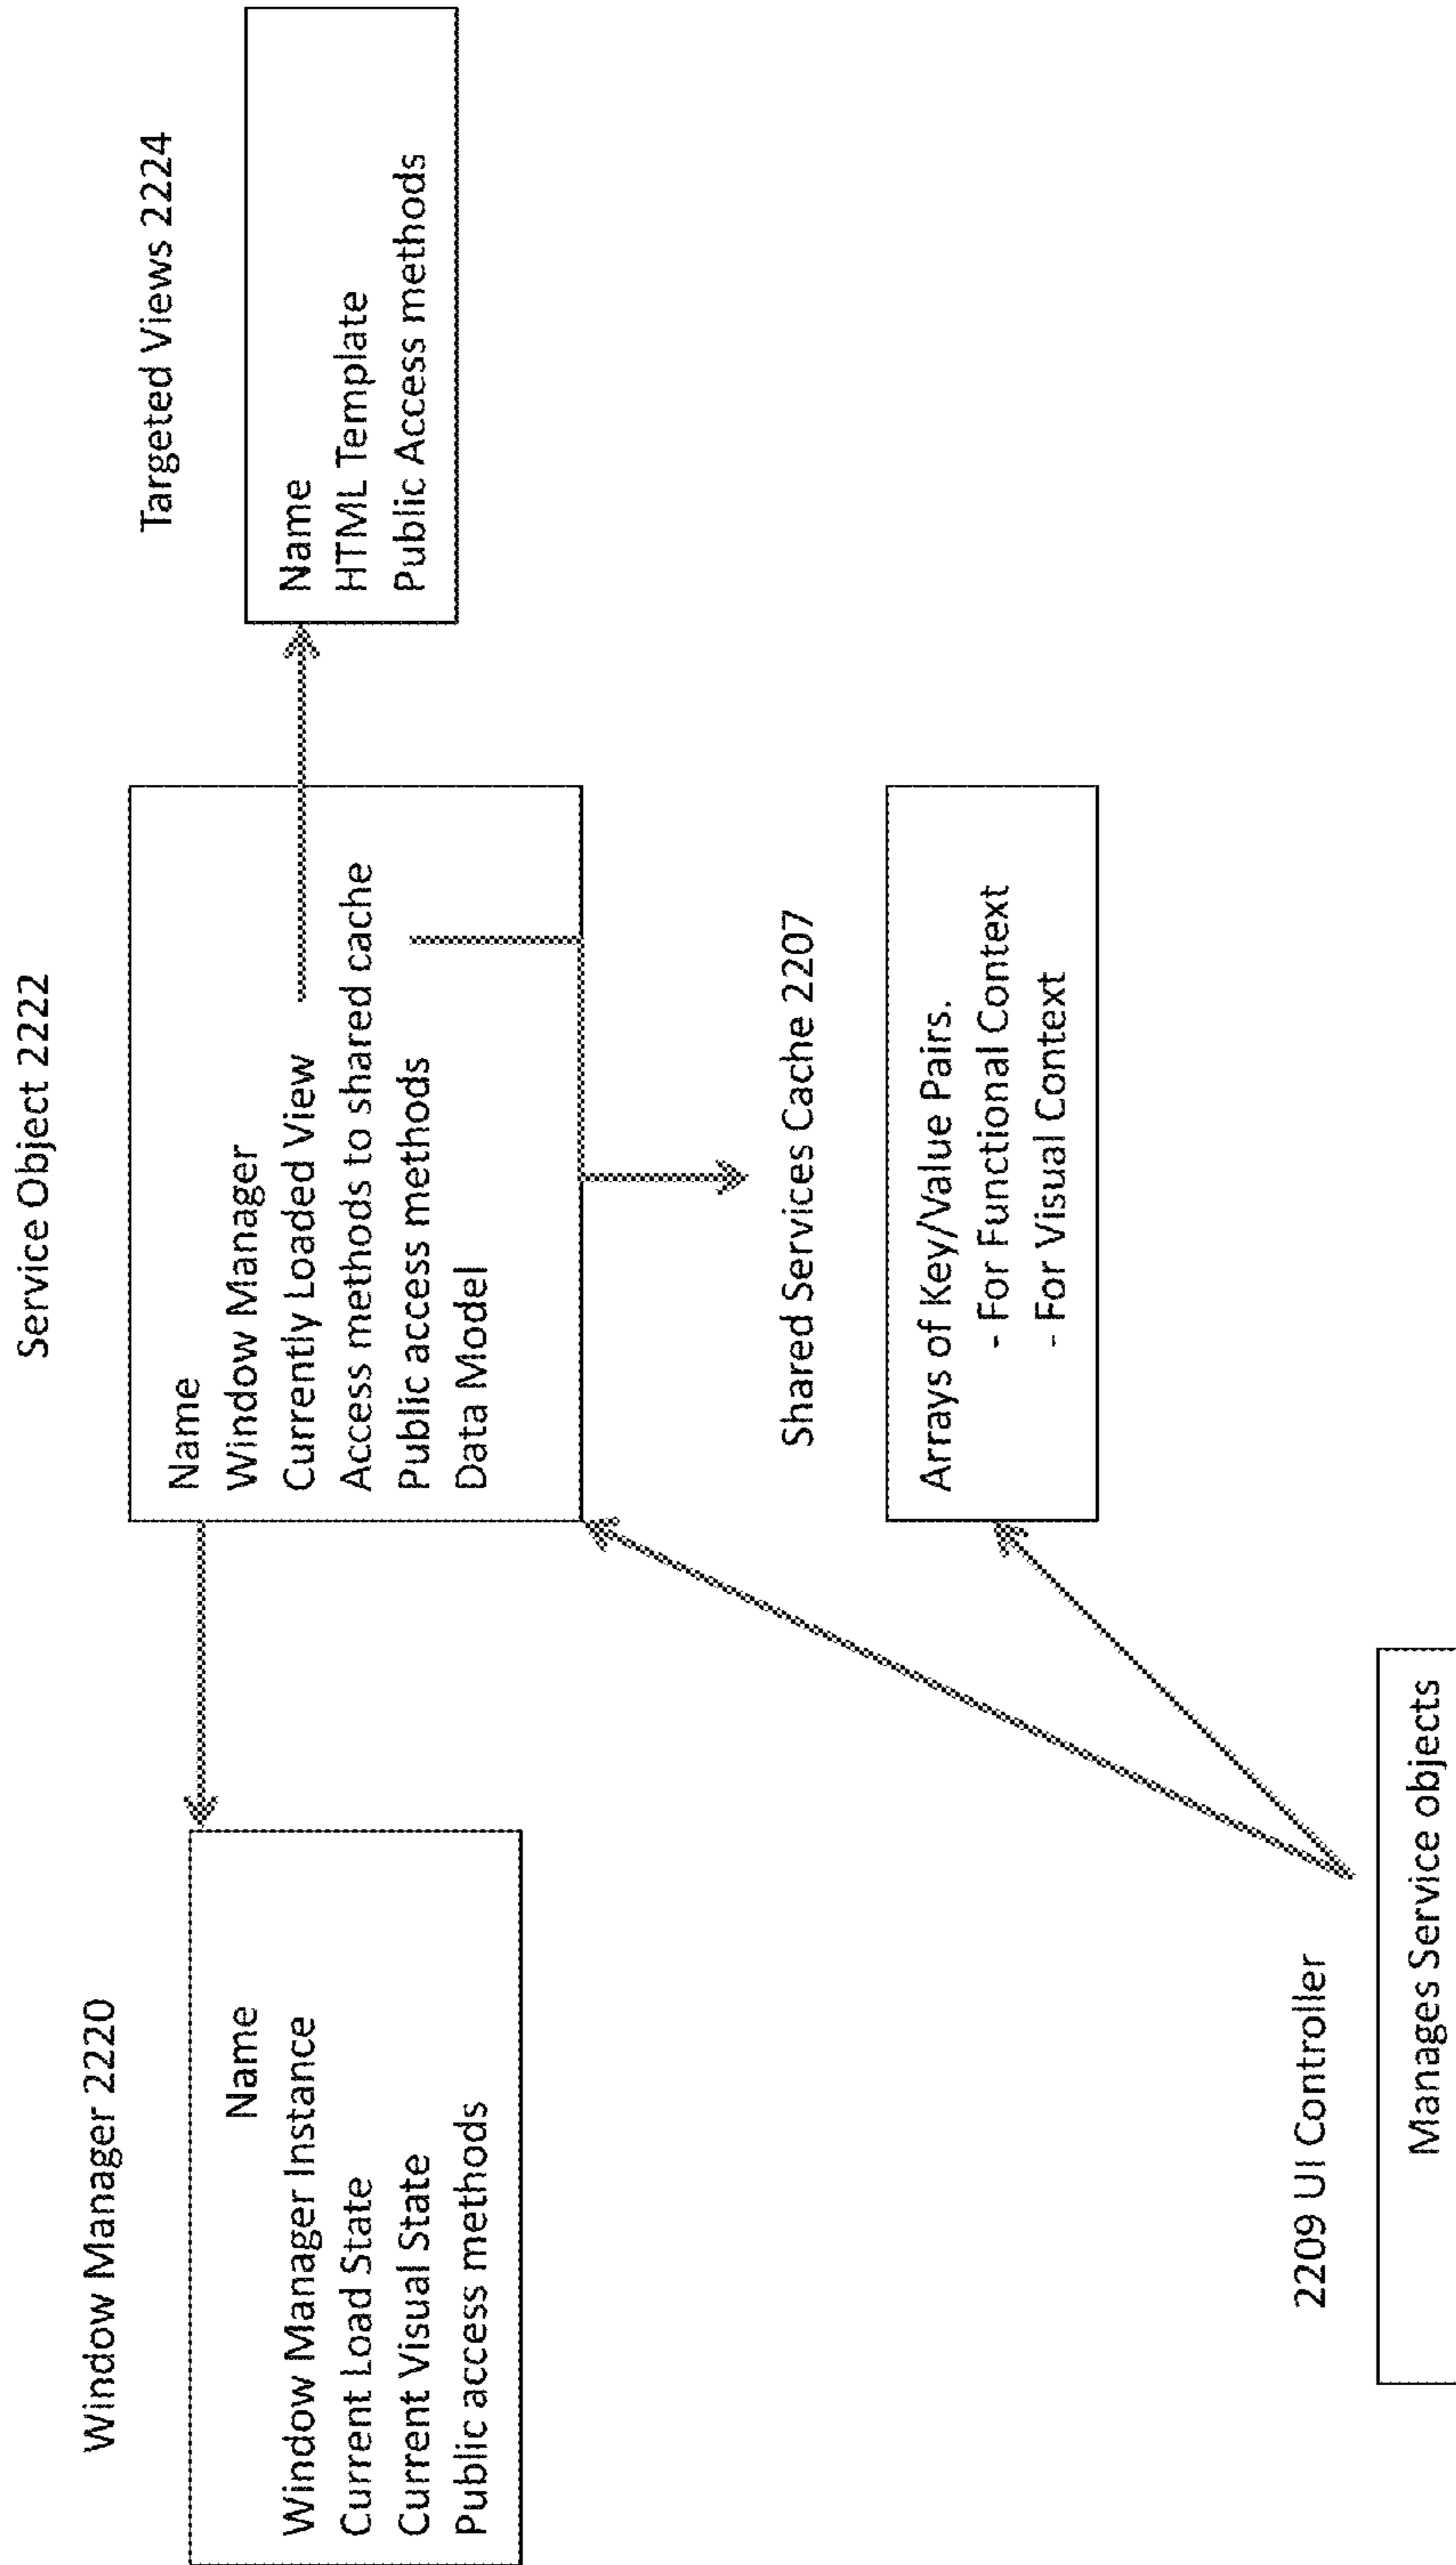 Window Manager 2220
Name
Window Manager Instance
Current Load State
Current Visual State
Public access methods
Service Object 2222
Name
Window Manager
Currently Loaded View
Access methods to shared cache
Public access methods
Data Model
Targeted Views 2224
Name
HTML Template
Public Access methods
Shared Services Cache 2207
Arrays of Key/Value Pairs.
- For Functional Context
- For Visual Context
2209 UI Controller
Manages Service objects